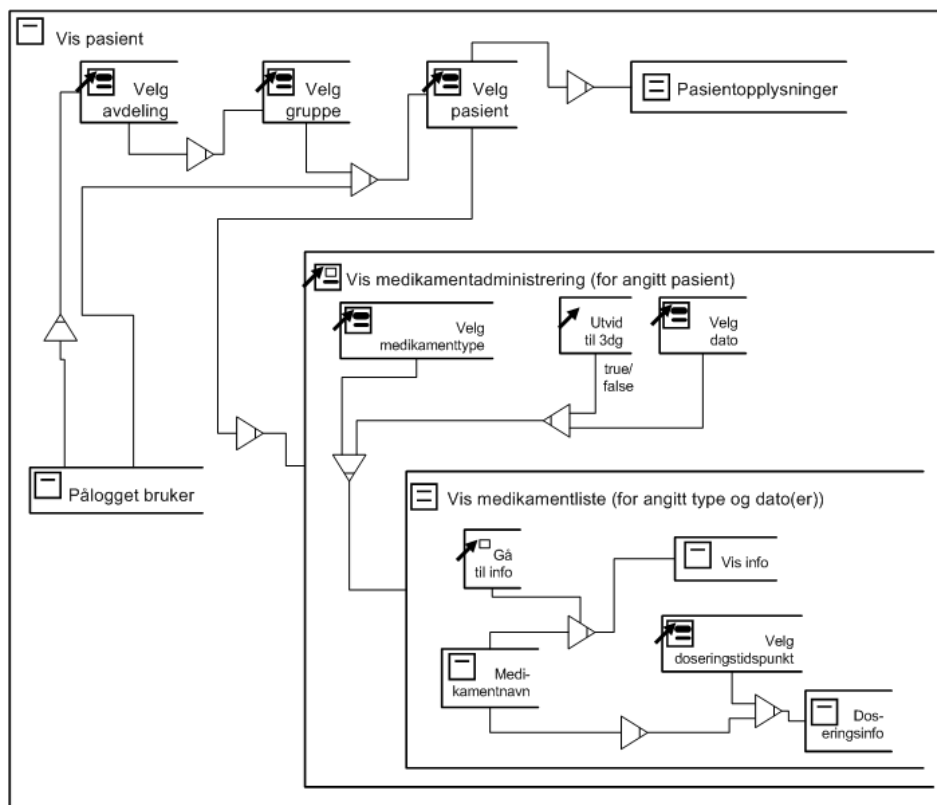 Vis pasient
Velg
avdeling
Velg
gruppe
Velg
pasient
Pasientopplysninger
Vis medikamentadministrering (for angitt pasient)
Velg
medikamenttype
Utvid
til 3dg
Velg
dato
true/
false
Pålogget bruker
Vis medikamentliste (for angitt type og dato(er))
Gå
til info
Vis info
Velg
doseringstidspunkt
Medi-
kamentnavn
Dos-
eringsinfo